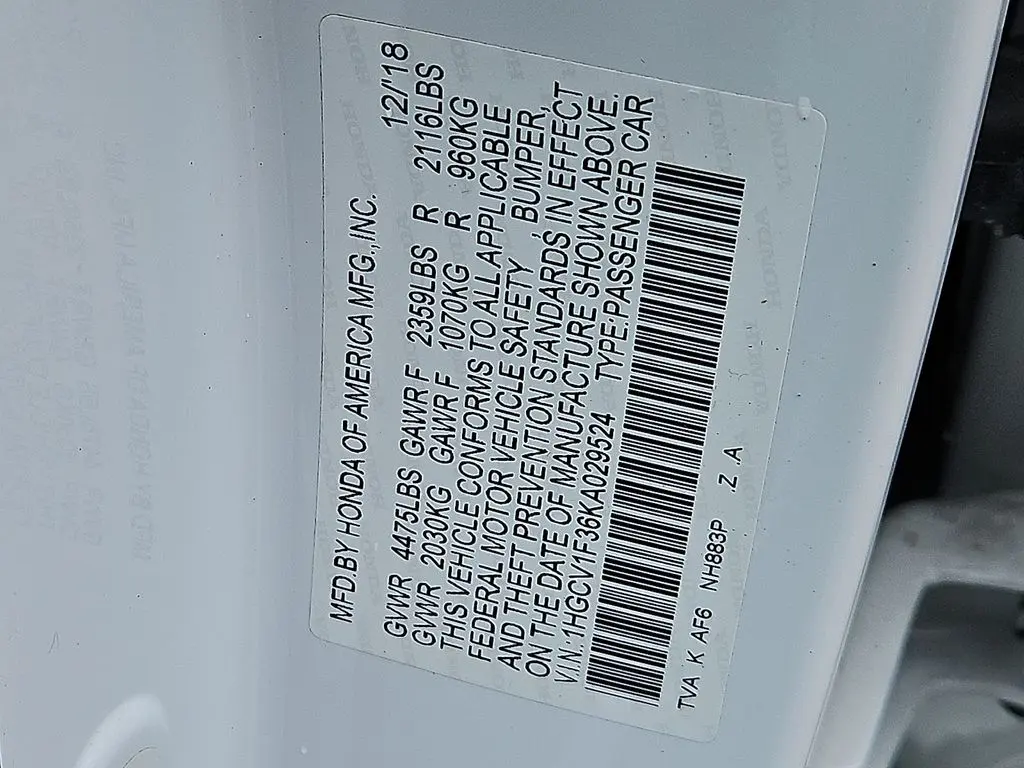 MFD.BY HONDA OF AMERICA MFG.,INC. 12/'18
GVWR 4475LBS GAWR F 2359LBS R 2116LBS
GVWR 2030KG GAWR F 1070KG R 960KG
THIS VEHICLE CONFORMS TO ALL APPLICABLE
FEDERAL MOTOR VEHICLE SAFETY, BUMPER,
AND THEFT PREVENTION STANDARDS IN EFFECT
ON THE DATE OF MANUFACTURE SHOWN ABOVE.
V.I.N.:1HGCV1F36KA029524 TYPE:PASSENGER CAR
TVA K AF6 NH883P .Z .A